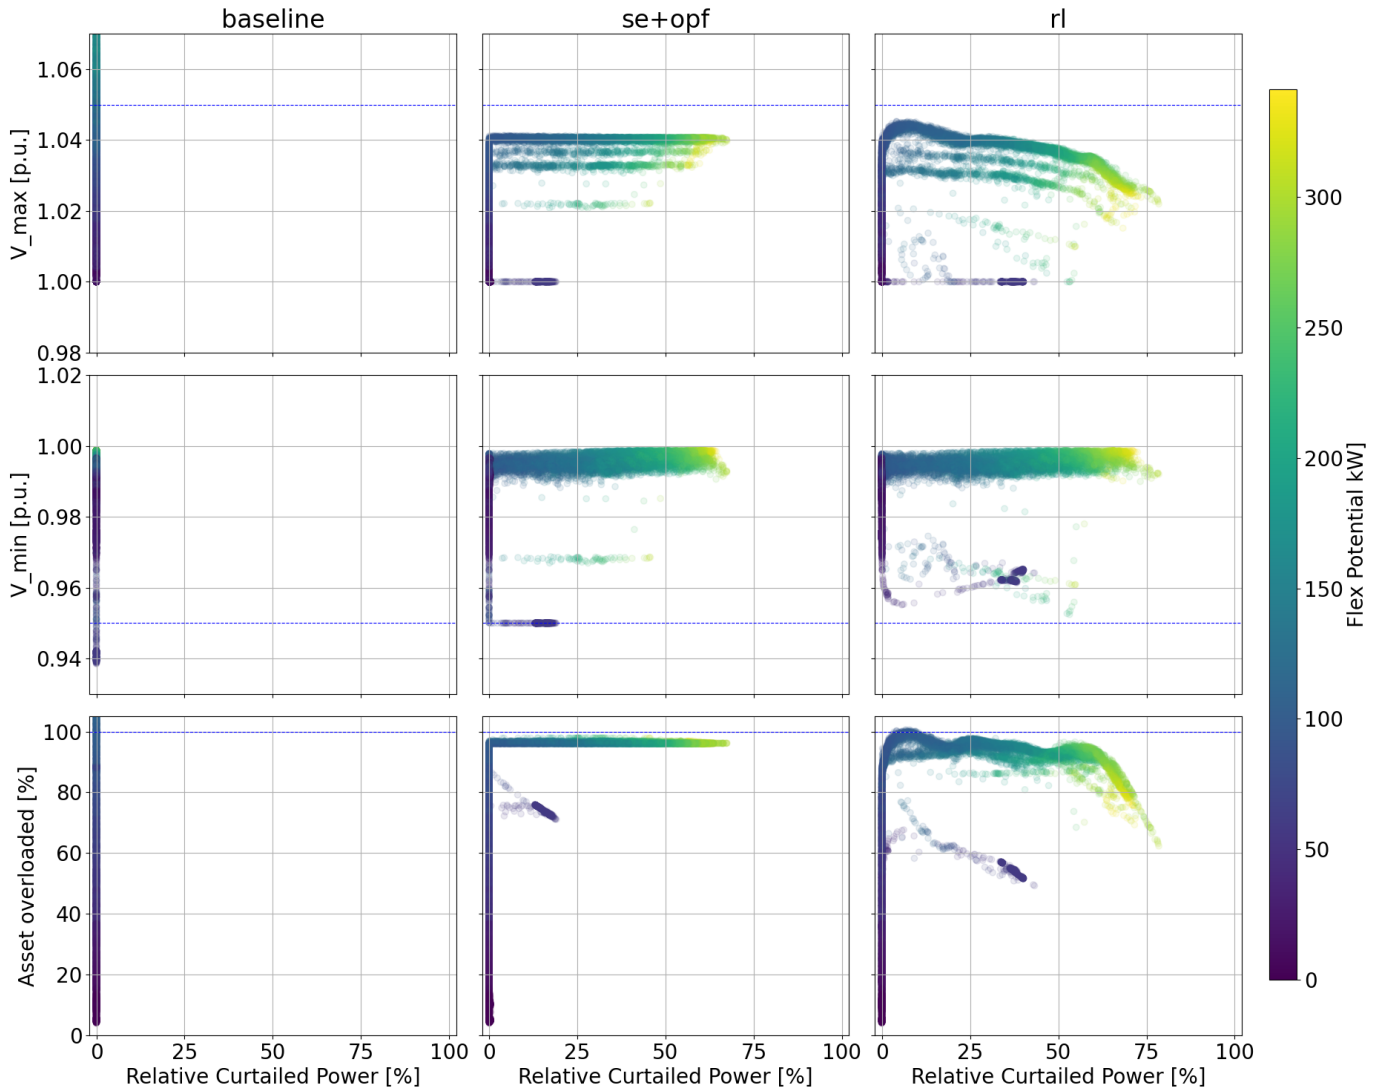 baseline
se+opf
rl
V_max [p.u.]
1.06
1.04
1.02
1.00
0.98
V_min [p.u.]
1.02
1.00
0.98
0.96
0.94
Asset overloaded [%]
100
80
60
40
20
0
0 25 50 75 100
0 25 50 75 100
0 25 50 75 100
Relative Curtailed Power [%]
Relative Curtailed Power [%]
Relative Curtailed Power [%]
300
250
200
150
100
50
0
Flex Potential kW]